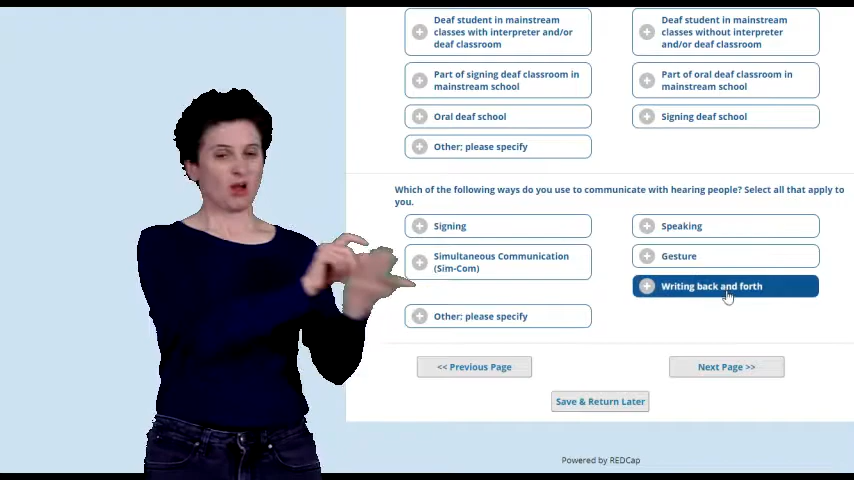 Deaf student in mainstream
classes with interpreter and/or
deaf classroom
Deaf student in mainstream
classes without interpreter
and/or deaf classroom
Part of signing deaf classroom in
mainstream school
Part of oral deaf classroom in
mainstream school
Oral deaf school
Signing deaf school
Other; please specify
Which of the following ways do you use to communicate with hearing people? Select all that apply to
you.
Signing
Speaking
Simultaneous Communication
(Sim-Com)
Gesture
Writing back and forth
Other; please specify
<< Previous Page
Next Page >>
Save & Return Later
Powered by REDCap